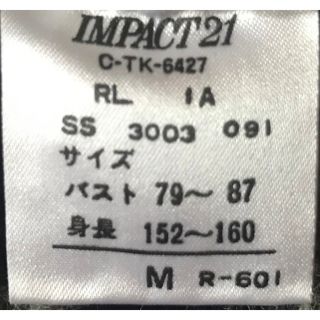 IMPACT 21
C-TK-6427
RL 1A
SS 3003 091
サイズ
バスト 79〜 87
身長 152〜160
M R-601